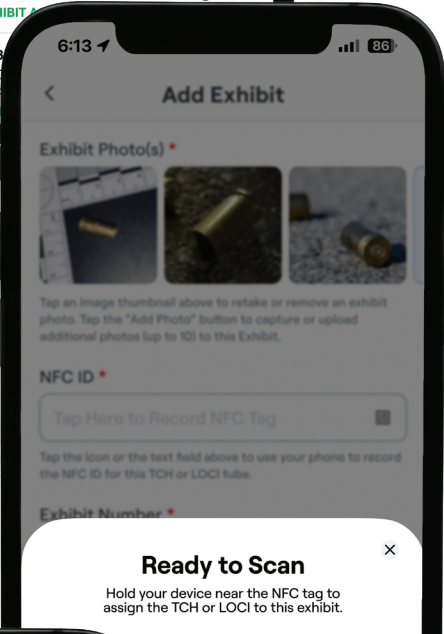 HIBIT A
6:13
86
Add Exhibit
Exhibit Photo(s) *
Tap an image thumbnail above to retake or remove an exhibit
photo. Tap the "Add Photo" button to capture or upload
additional photos (up to 10) to this Exhibit.
NFC ID *
Tap Here to Record NFC Tag
Tap the icon or the text field above to use your phone to record
the NFC ID for this TCH or LOCI tube.
Exhibit Number *
Ready to Scan
Hold your device near the NFC tag to
assign the TCH or LOCI to this exhibit.